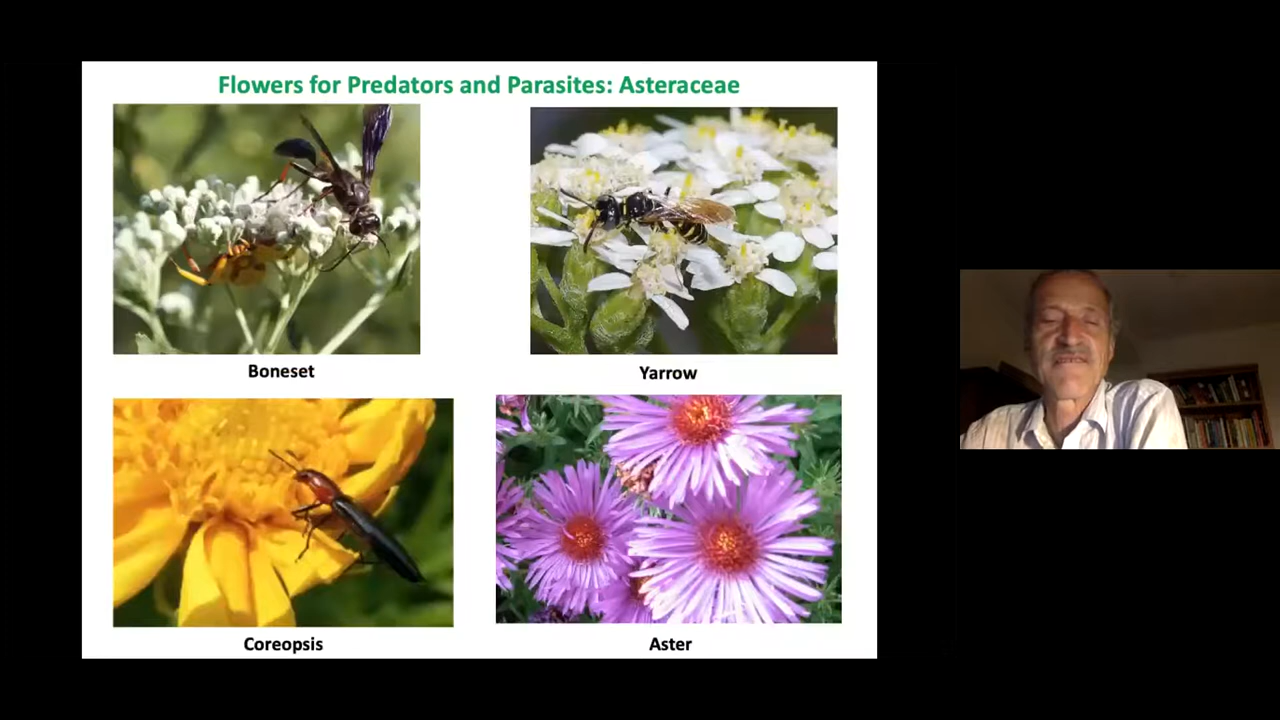 Flowers for Predators and Parasites: Asteraceae
Boneset
Yarrow
Coreopsis
Aster